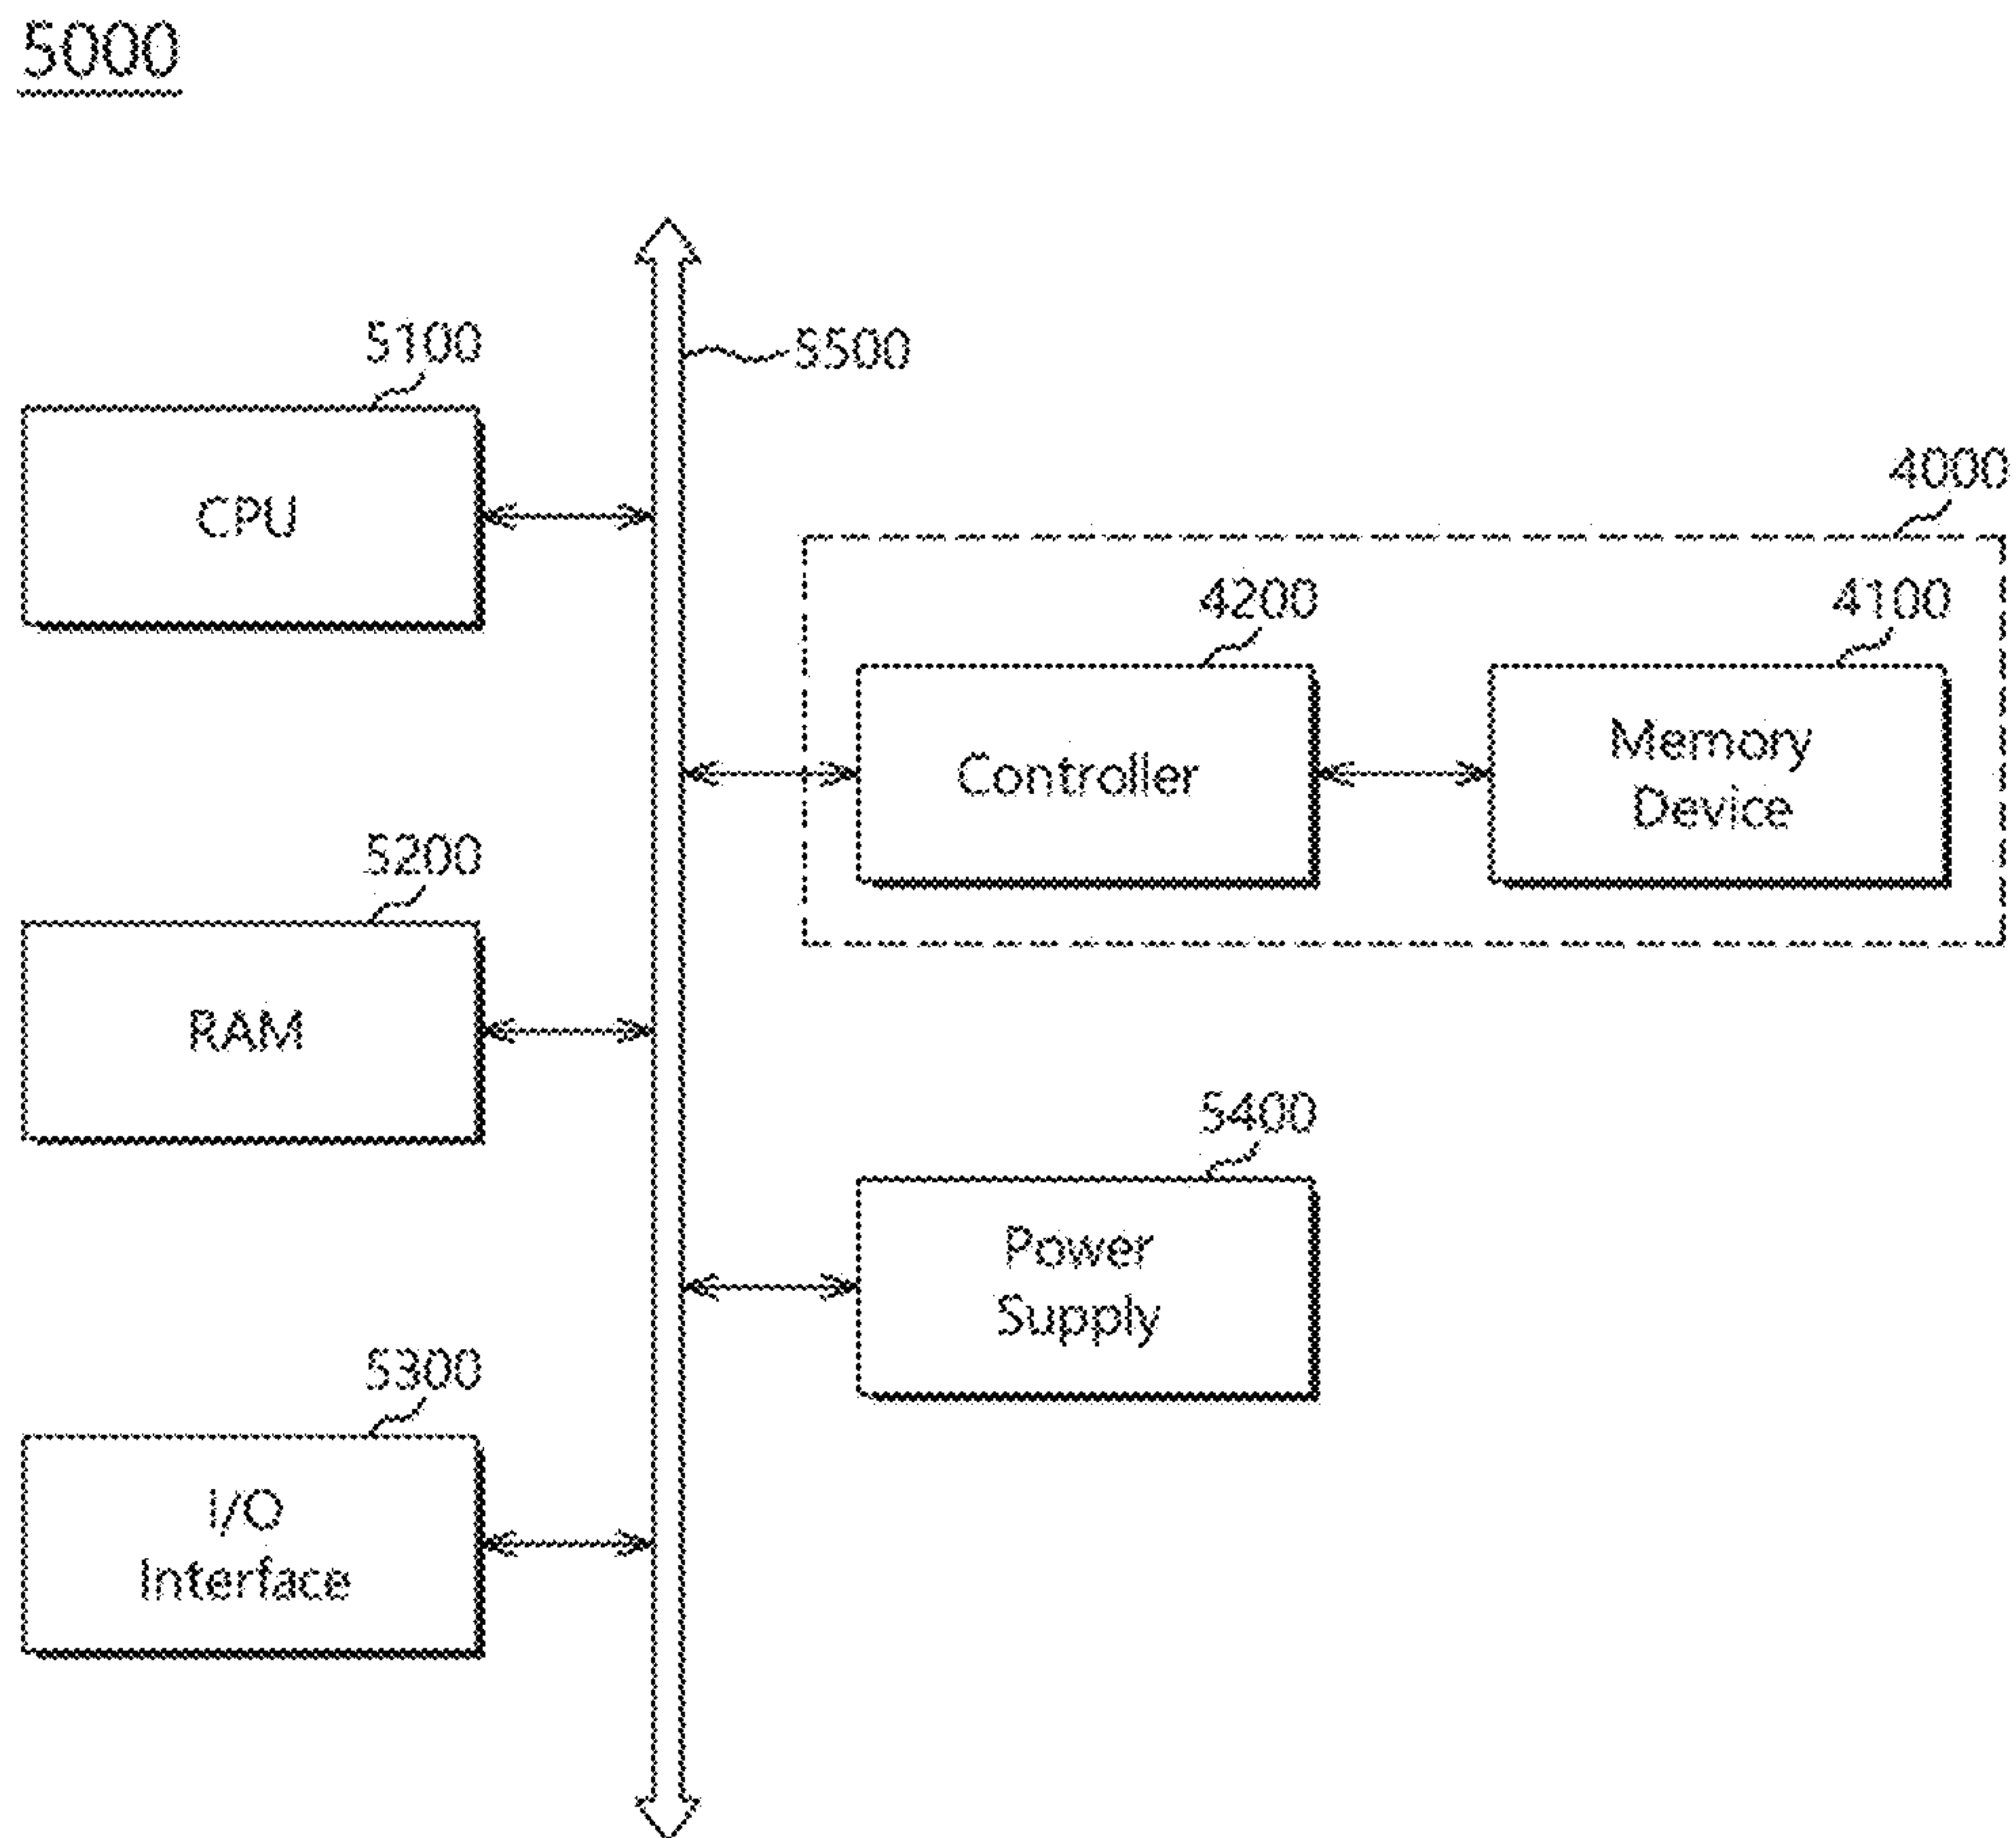 5000
5100
5500
CPU
4000
4200
4100
Controller
Memory
Device
5200
RAM
5400
Power
Supply
5300
I/O
Interface